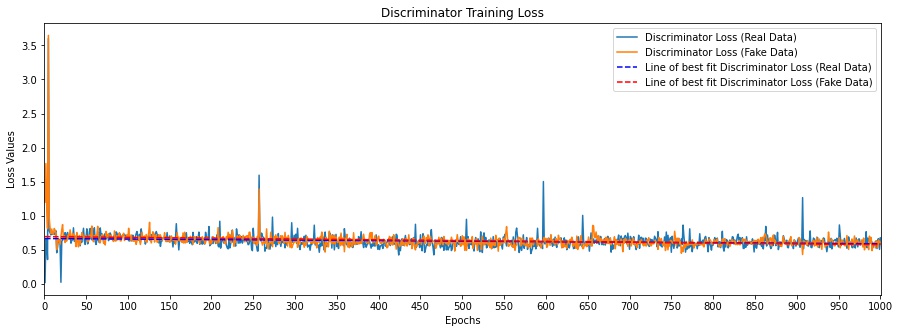 Discriminator Training Loss
Discriminator Loss (Real Data)
Discriminator Loss (Fake Data)
Line of best fit Discriminator Loss (Real Data)
Line of best fit Discriminator Loss (Fake Data)
Loss Values
3.5
3.0
2.5
2.0
1.5
1.0
0.5
0.0
0 50 100 150 200 250 300 350 400 450 500 550 600 650 700 750 800 850 900 950 1000
Epochs